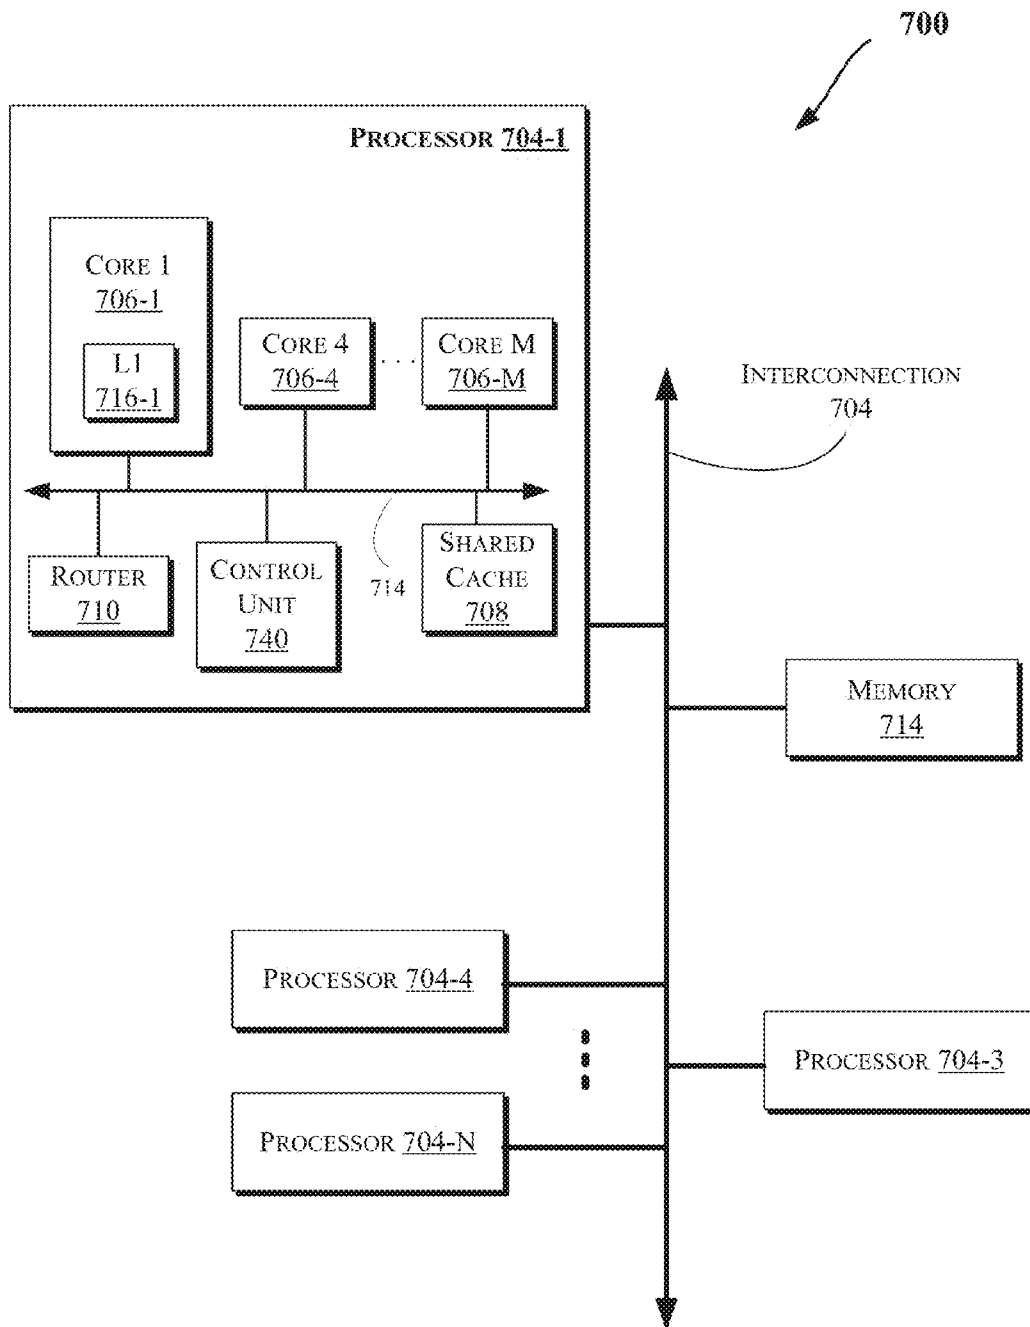 700
PROCESSOR 704-1
CORE 1
706-1
L1
716-1
CORE 4
706-4
. . .
CORE M
706-M
ROUTER
710
CONTROL
UNIT
740
714
SHARED
CACHE
708
INTERCONNECTION
704
MEMORY
714
PROCESSOR 704-4
PROCESSOR 704-3
PROCESSOR 704-N